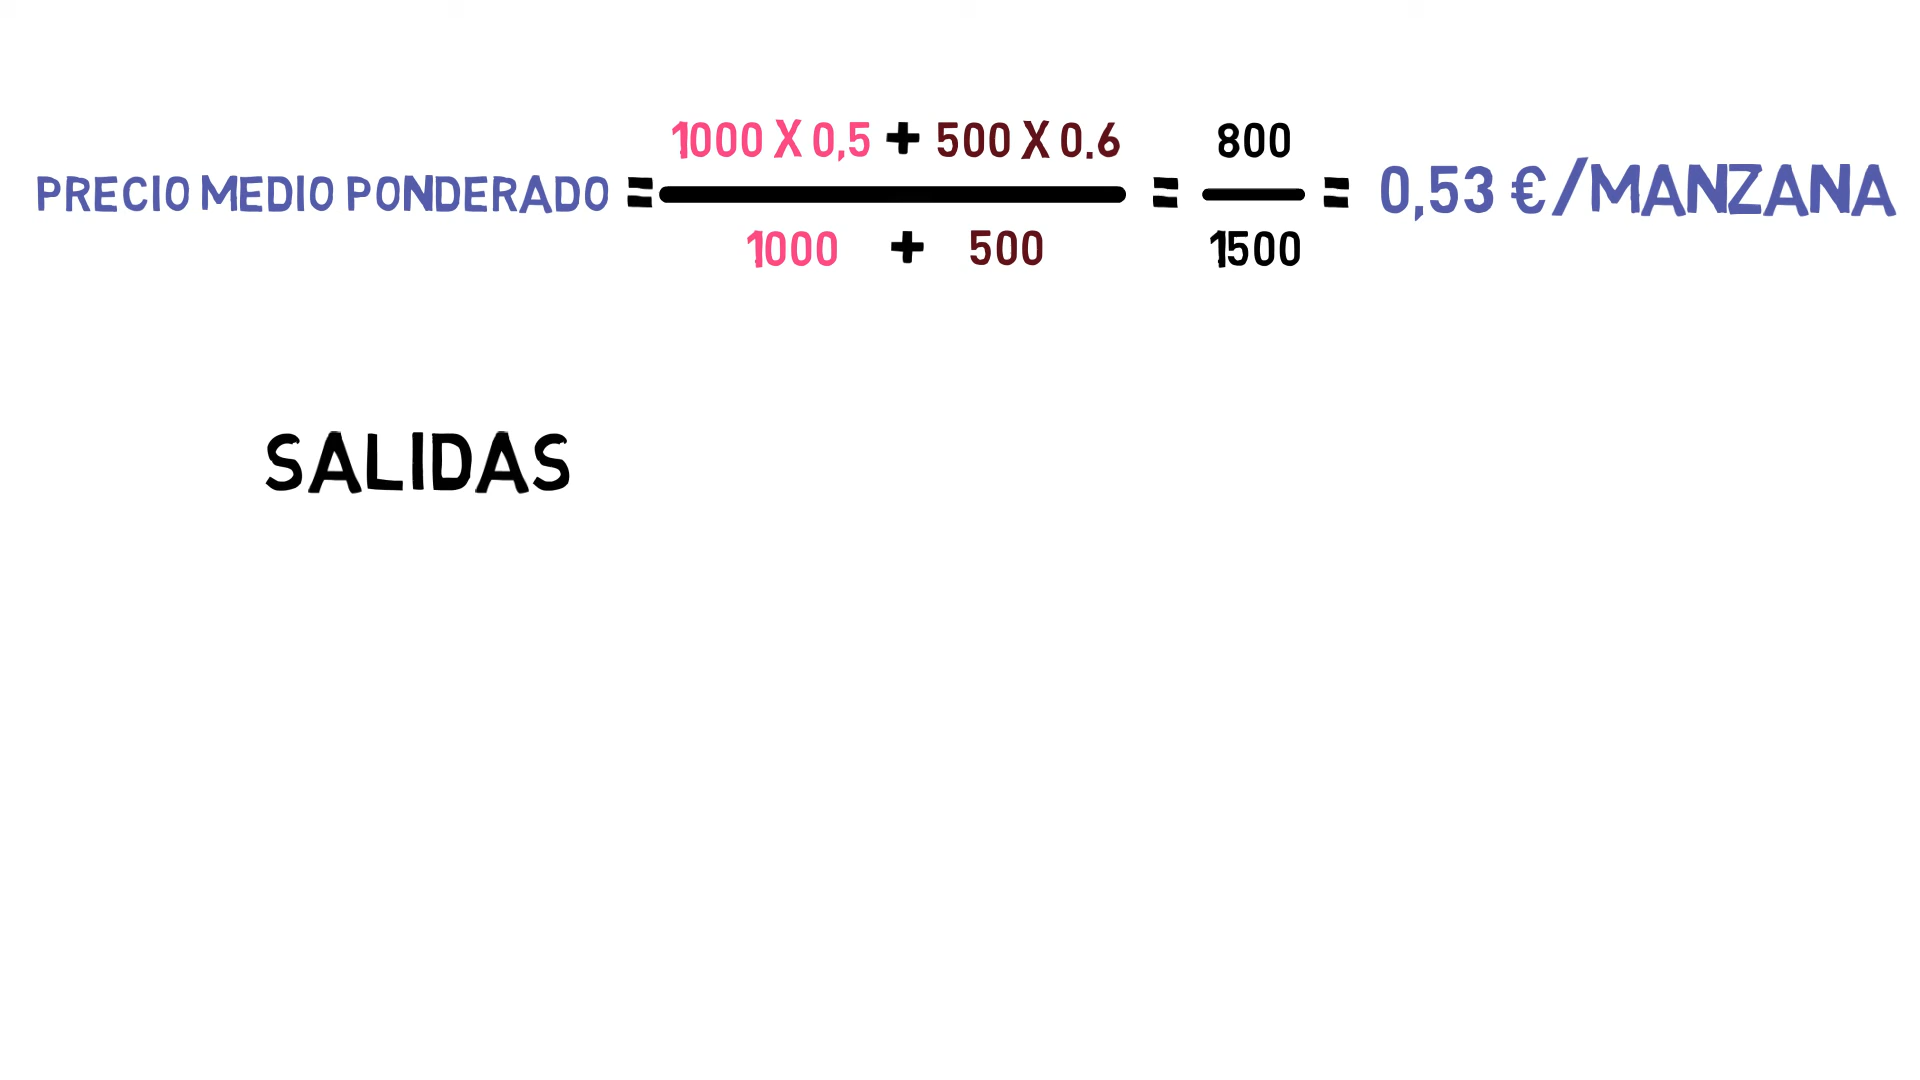 1000 X 0,5 + 500 X 0.6 800
PRECIO MEDIO PONDERADO = = = 0,53 €/MANZANA
1000 + 500 1500
SALIDAS